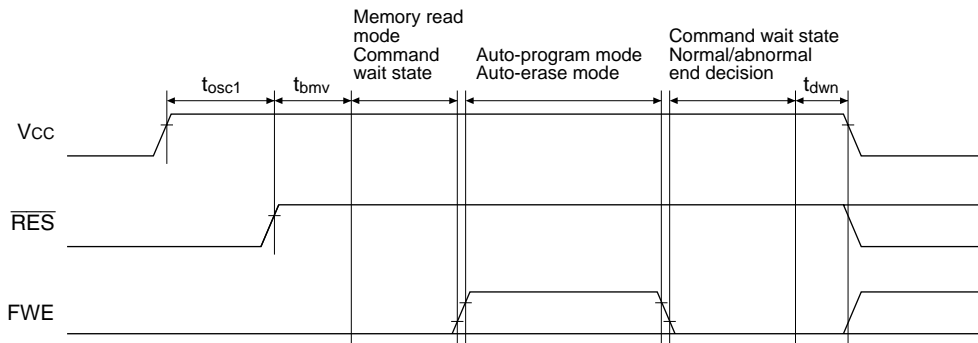 Memory read
mode
Command
wait state
Auto-program mode
Auto-erase mode
Command wait state
Normal/abnormal
end decision
tosc1
tbmv
tdwn
VCC
RES
FWE